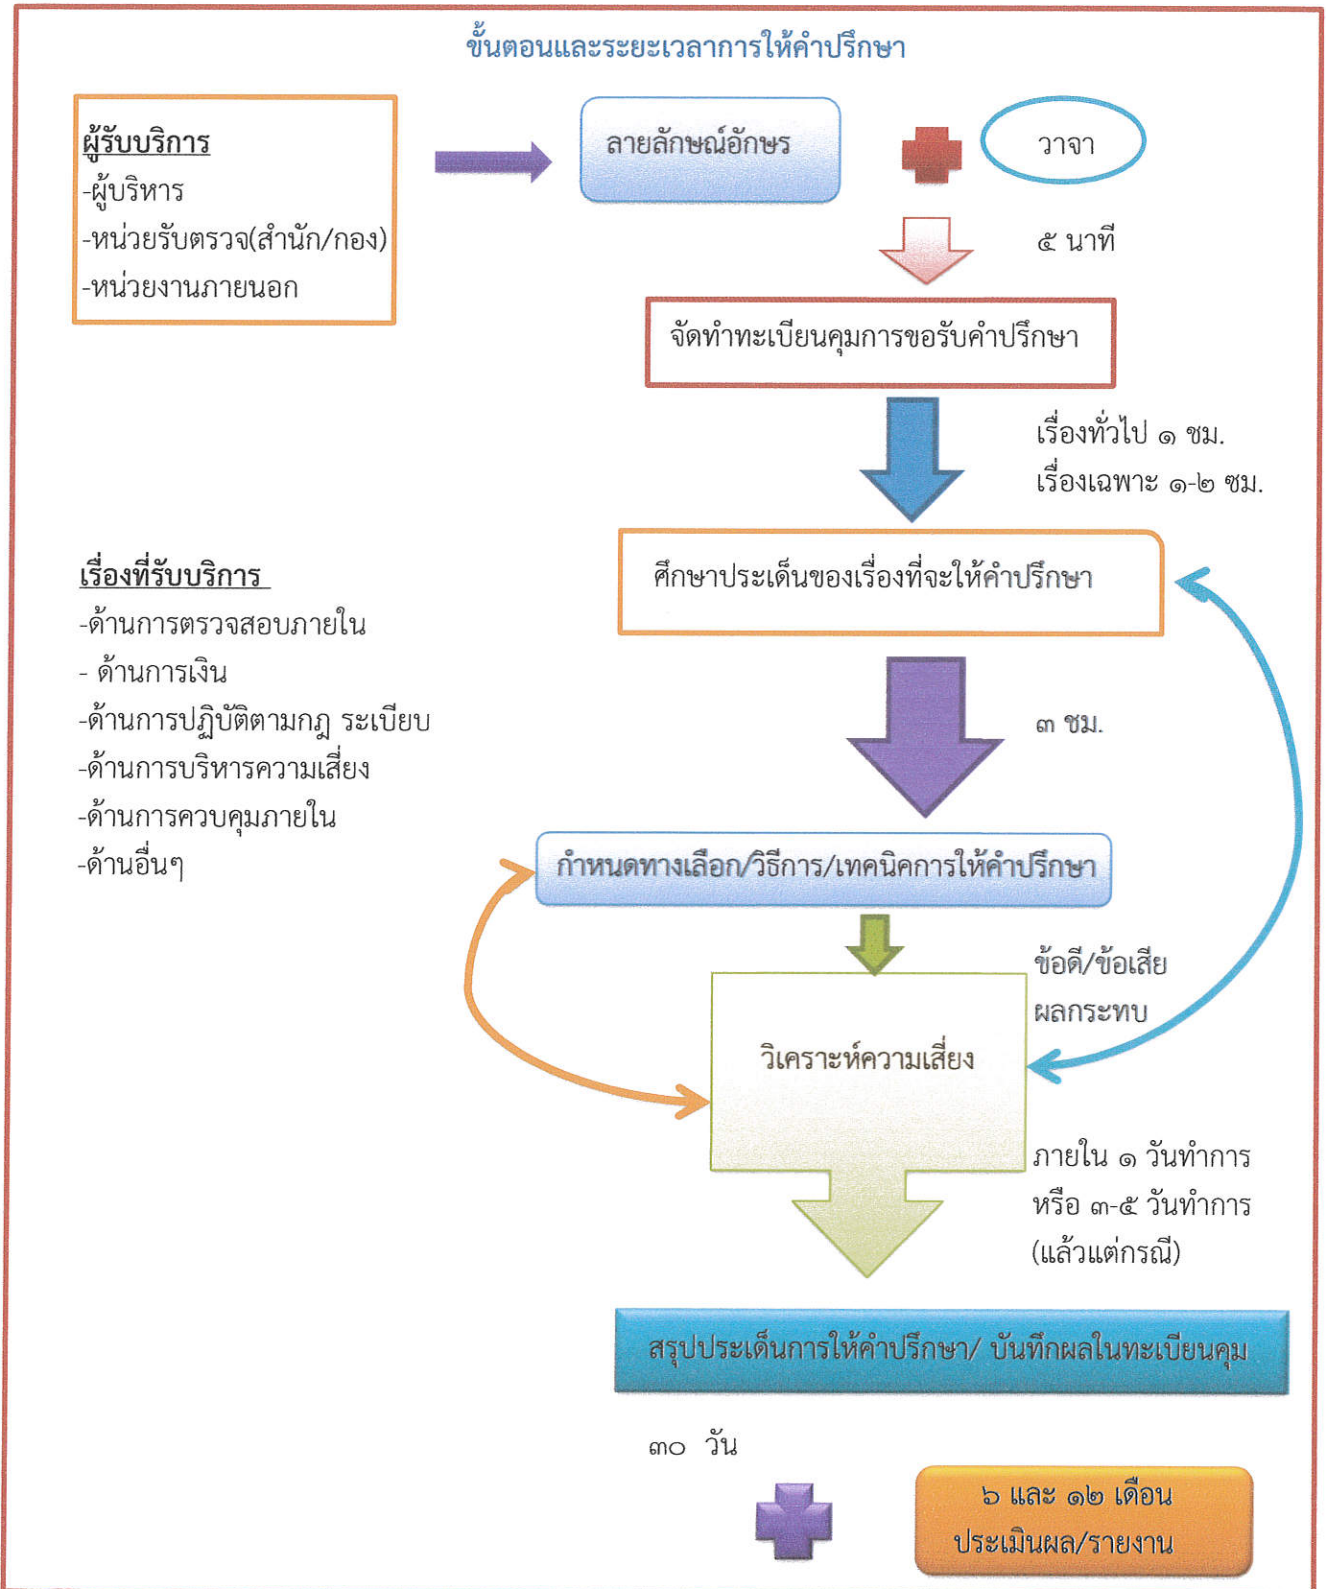 ขั้นตอนและระยะเวลาการให้คำปรึกษา
ผู้รับบริการ
-ผู้บริหาร
-หน่วยรับตรวจ(สำนัก/กอง)
-หน่วยงานภายนอก
ลายลักษณ์อักษร
วาจา
๕ นาที
จัดทำทะเบียนคุมการขอรับคำปรึกษา
เรื่องทั่วไป ๑ ชม.
เรื่องเฉพาะ ๑-๒ ชม.
ศึกษาประเด็นของเรื่องที่จะให้คำปรึกษา
เรื่องที่รับบริการ
-ด้านการตรวจสอบภายใน
- ด้านการเงิน
-ด้านการปฏิบัติตามกฎ ระเบียบ
-ด้านการบริหารความเสี่ยง
-ด้านการควบคุมภายใน
-ด้านอื่นๆ
๓ ชม.
กำหนดทางเลือก/วิธีการ/เทคนิคการให้คำปรึกษา
ข้อดี/ข้อเสีย
ผลกระทบ
วิเคราะห์ความเสี่ยง
ภายใน ๑ วันทำการ
หรือ ๓-๕ วันทำการ
(แล้วแต่กรณี)
สรุปประเด็นการให้คำปรึกษา/ บันทึกผลในทะเบียนคุม
๓๐ วัน
๖ และ ๑๒ เดือน
ประเมินผล/รายงาน